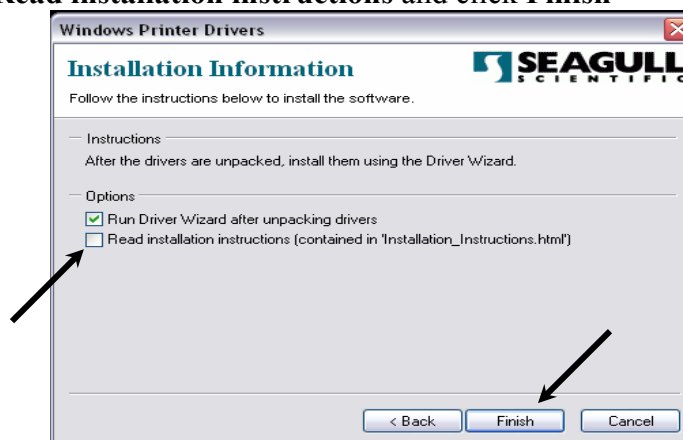 Read installation instructions and click Finish
Windows Printer Drivers
Installation Information
SEAGULL
SCIENTIFIC
Follow the instructions below to install the software.
Instructions
After the drivers are unpacked, install them using the Driver Wizard.
Options
Run Driver Wizard after unpacking drivers
Read installation instructions (contained in 'Installation_Instructions.html')
< Back
Finish
Cancel